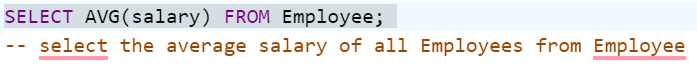 SELECT AVG(salary) FROM Employee;
-- select the average salary of all Employees from Employee